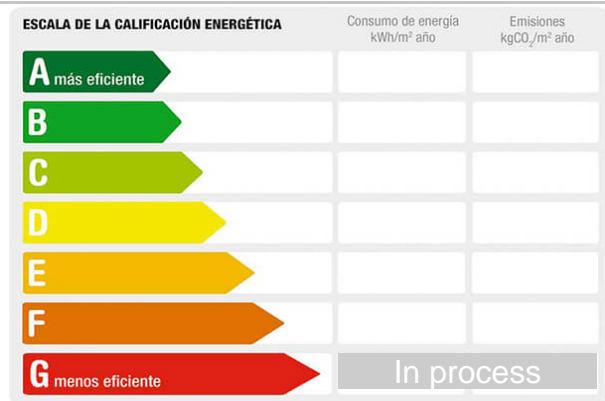 ESCALA DE LA CALIFICACIÓN ENERGÉTICA
Consumo de energía
kWh/m² año
Emisiones
kgCO₂/m² año
A más eficiente
B
C
D
E
F
G menos eficiente
In process